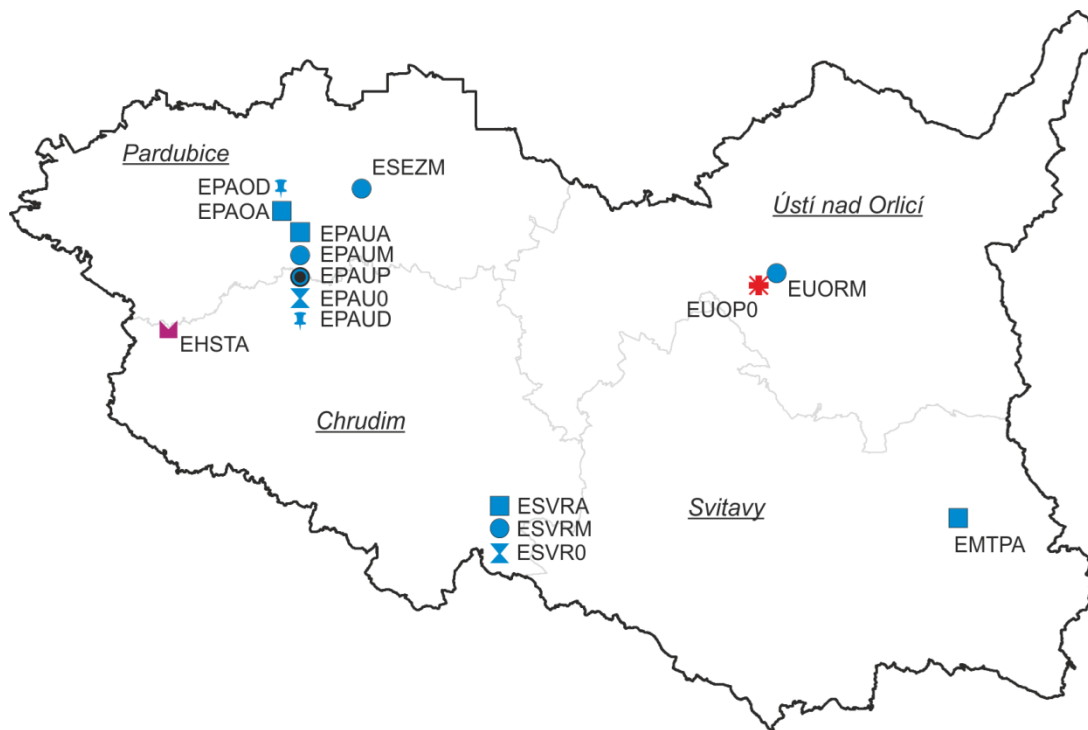 Pardubice
ESEZM
EPAOD
EPAOA
Ústí nad Orlicí
EPAUA
EPAUM
EPAUP
EPAU0
EPAUD
EUORM
EUOP0
EHSTA
Chrudim
ESVRA
ESVRM
ESVR0
Svitavy
EMTPA